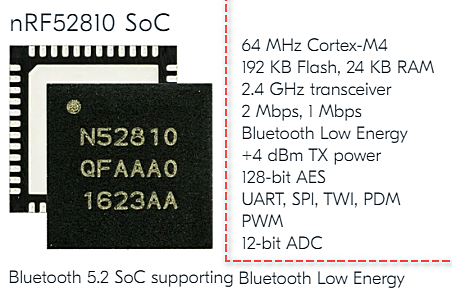 nRF52810 SoC
N52810
QFAAA0
1623AA
64 MHz Cortex-M4
192 KB Flash, 24 KB RAM
2.4 GHz transceiver
2 Mbps, 1 Mbps
Bluetooth Low Energy
+4 dBm TX power
128-bit AES
UART, SPI, TWI, PDM
PWM
12-bit ADC
Bluetooth 5.2 SoC supporting Bluetooth Low Energy